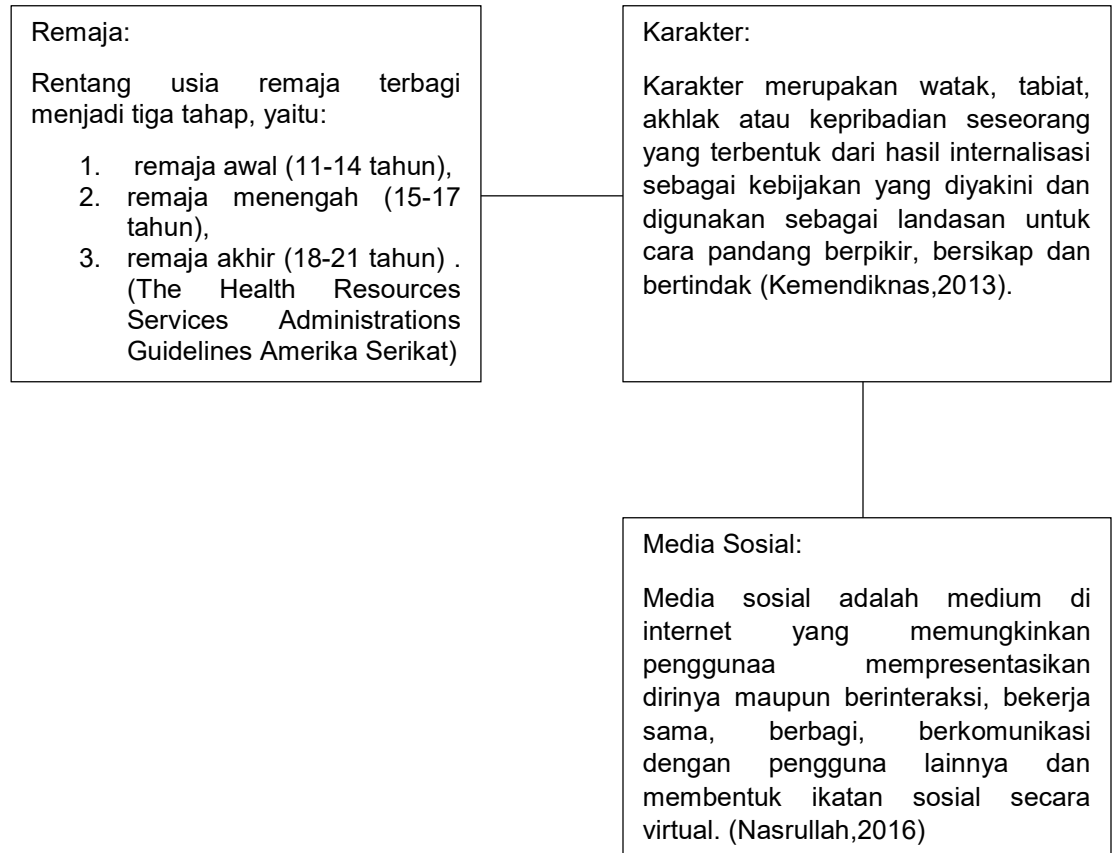 Remaja:
Rentang usia remaja terbagi
menjadi tiga tahap, yaitu:
1. remaja awal (11-14 tahun),
2. remaja menengah (15-17
tahun),
3. remaja akhir (18-21 tahun) .
(The Health Resources
Services Administrations
Guidelines Amerika Serikat)
Karakter:
Karakter merupakan watak, tabiat,
akhlak atau kepribadian seseorang
yang terbentuk dari hasil internalisasi
sebagai kebijakan yang diyakini dan
digunakan sebagai landasan untuk
cara pandang berpikir, bersikap dan
bertindak (Kemendiknas,2013).
Media Sosial:
Media sosial adalah medium di
internet yang memungkinkan
penggunaa mempresentasikan
dirinya maupun berinteraksi, bekerja
sama, berbagi, berkomunikasi
dengan pengguna lainnya dan
membentuk ikatan sosial secara
virtual. (Nasrullah,2016)